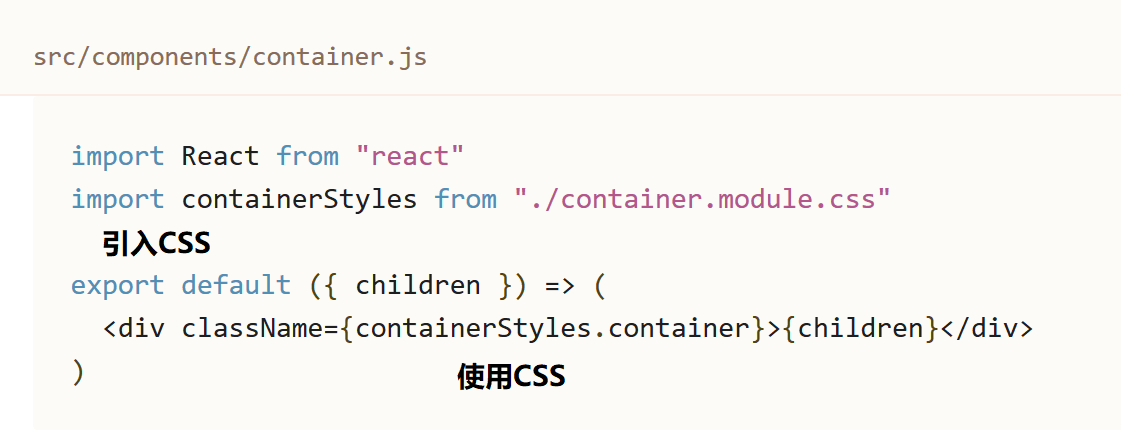 src/components/container.js
import React from "react"
import containerStyles from "./container.module.css"
引入CSS
export default ({ children }) => (
<div className={containerStyles.container}>{children}</div>
)
使用CSS